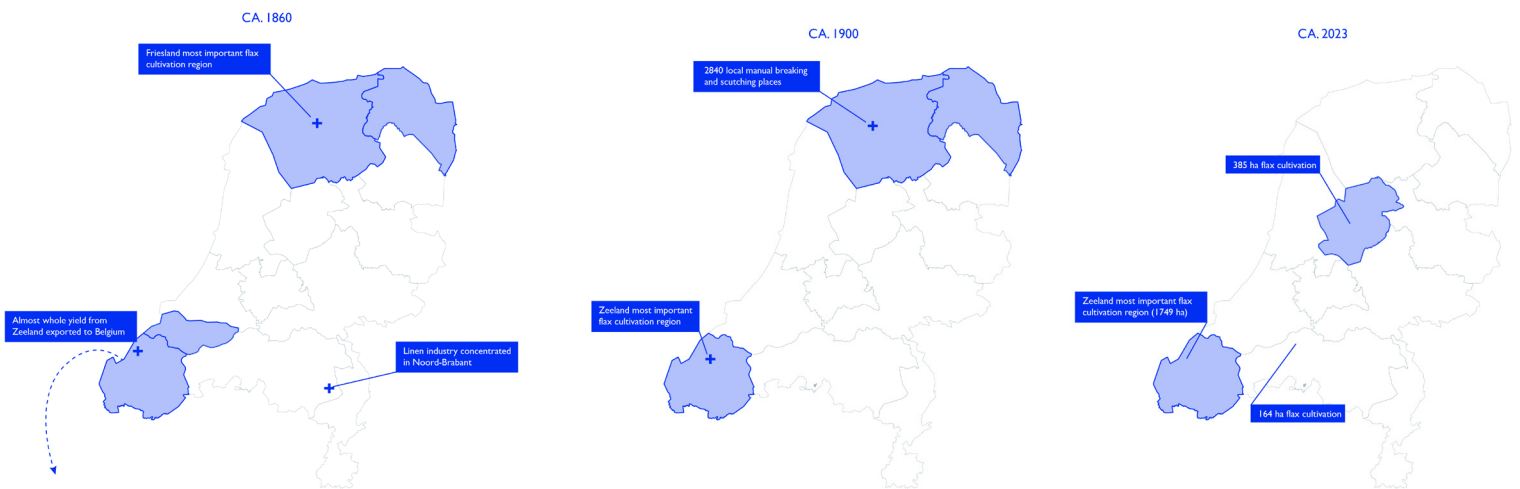 CA. 1860
Friesland most important flax
cultivation region
Almost whole yield from
Zeeland exported to Belgium
Linen industry concentrated
in Noord-Brabant
CA. 1900
2840 local manual breaking
and scutching places
Zeeland most important
flax cultivation region
CA. 2023
385 ha flax cultivation
Zeeland most important flax
cultivation region (1749 ha)
164 ha flax cultivation